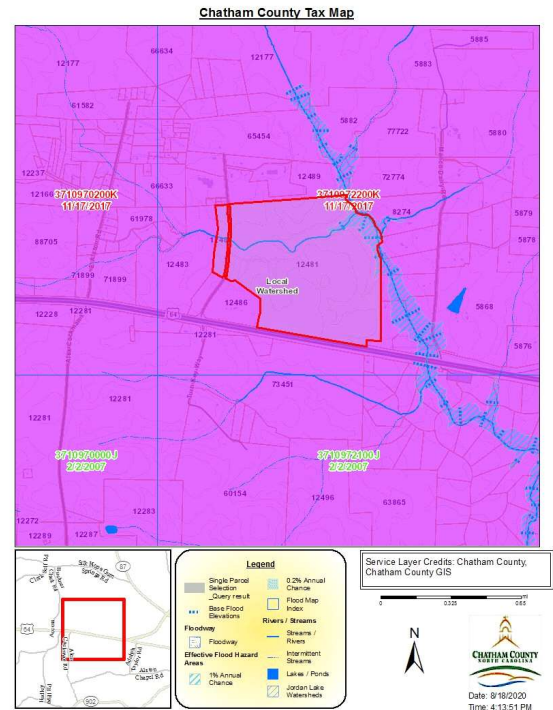 Chatham County Tax Map
12177
66634
12177
5885
5883
61582
65454
5882
77722
5880
12237
12166
3710970200K
11/17/2017
66633
12489
72774
3710972200K
11/17/2017
8274
5879
61978
88705
5878
12483
12481
71899
71899
Local
Watershed
12486
5868
12228
12281
64
12281
5876
73451
12281
12281
3710970000J
2/2/2007
3710972100J
2/2/2007
60154
12496
63865
12283
12272
12289
12287
87
64
902
Legend
Single Parcel
Selection
_Query result
Base Flood
Elevations
Floodway
Floodway
Effective Flood Hazard
Areas
1% Annual
Chance
0.2% Annual
Chance
Flood Map
Index
Rivers / Streams
Streams /
Rivers
Intermittent
Streams
Lakes / Ponds
Jordan Lake
Watersheds
Service Layer Credits: Chatham County,
Chatham County GIS
0 0.325 0.65
mi
N
CHATHAM COUNTY
NORTH CAROLINA
Date: 8/18/2020
Time: 4:13:51 PM